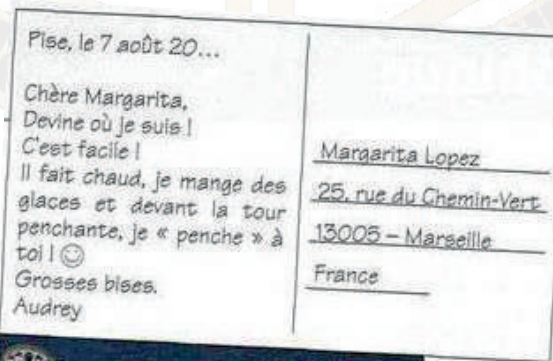 Pise, le 7 août 20...
Chère Margarita,
Devine où je suis !
C'est facile !
Il fait chaud, je mange des
glaces et devant la tour
penchante, je « penche » à
toi ! ☺
Grosses bises.
Audrey
Margarita Lopez
25, rue du Chemin-Vert
13005 – Marseille
France